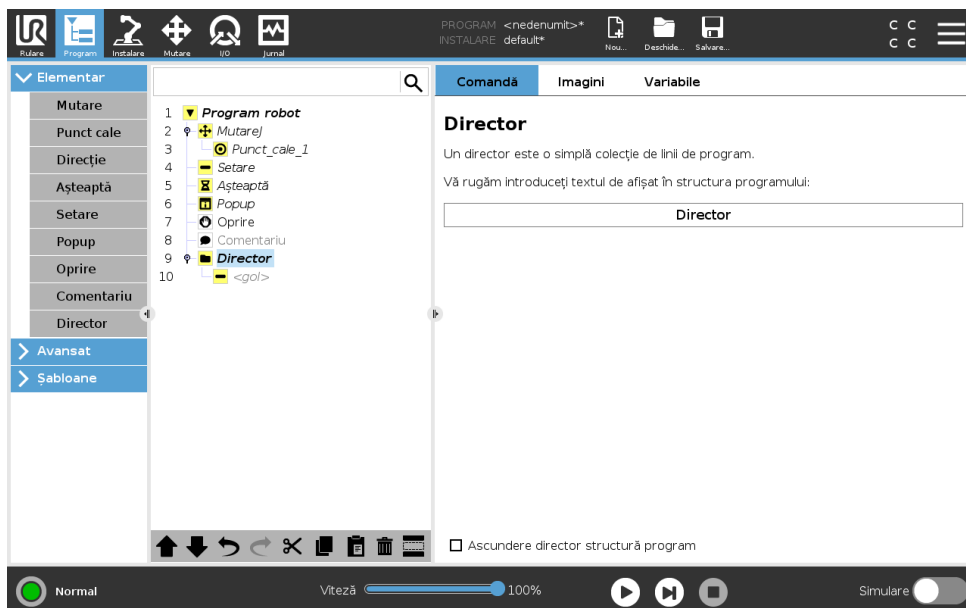 PROGRAM <nedenumit>*
INSTALARE default*
Rulare Program Instalare Mutare I/O Jurnal Nou... Deschide... Salvare...
C C
C C
Elementar
Mutare
Punct cale
Direcție
Așteaptă
Setare
Popup
Oprire
Comentariu
Director
Avansat
Șabloane
1 Program robot
2 MutareJ
3 Punct_cale_1
4 Setare
5 Așteaptă
6 Popup
7 Oprire
8 Comentariu
9 Director
10 <gol>
Comandă Imagini Variabile
Director
Un director este o simplă colecție de linii de program.
Vă rugăm introduceți textul de afișat în structura programului:
Director
Ascundere director structură program
Normal Viteză 100% Simulare